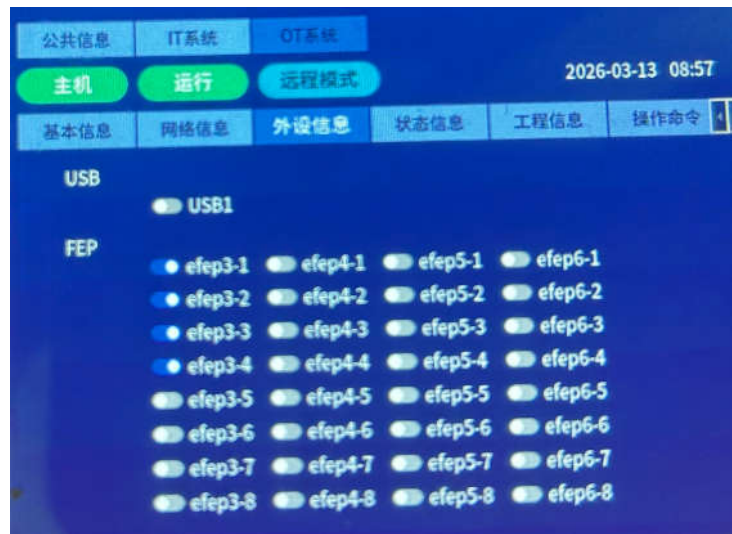 公共信息 IT系统 OT系统
主机 运行 远程模式 2026-03-13 08:57
基本信息 网络信息 外设信息 状态信息 工程信息 操作命令
USB
USB1
FEP
efep3-1 efep4-1 efep5-1 efep6-1
efep3-2 efep4-2 efep5-2 efep6-2
efep3-3 efep4-3 efep5-3 efep6-3
efep3-4 efep4-4 efep5-4 efep6-4
efep3-5 efep4-5 efep5-5 efep6-5
efep3-6 efep4-6 efep5-6 efep6-6
efep3-7 efep4-7 efep5-7 efep6-7
efep3-8 efep4-8 efep5-8 efep6-8